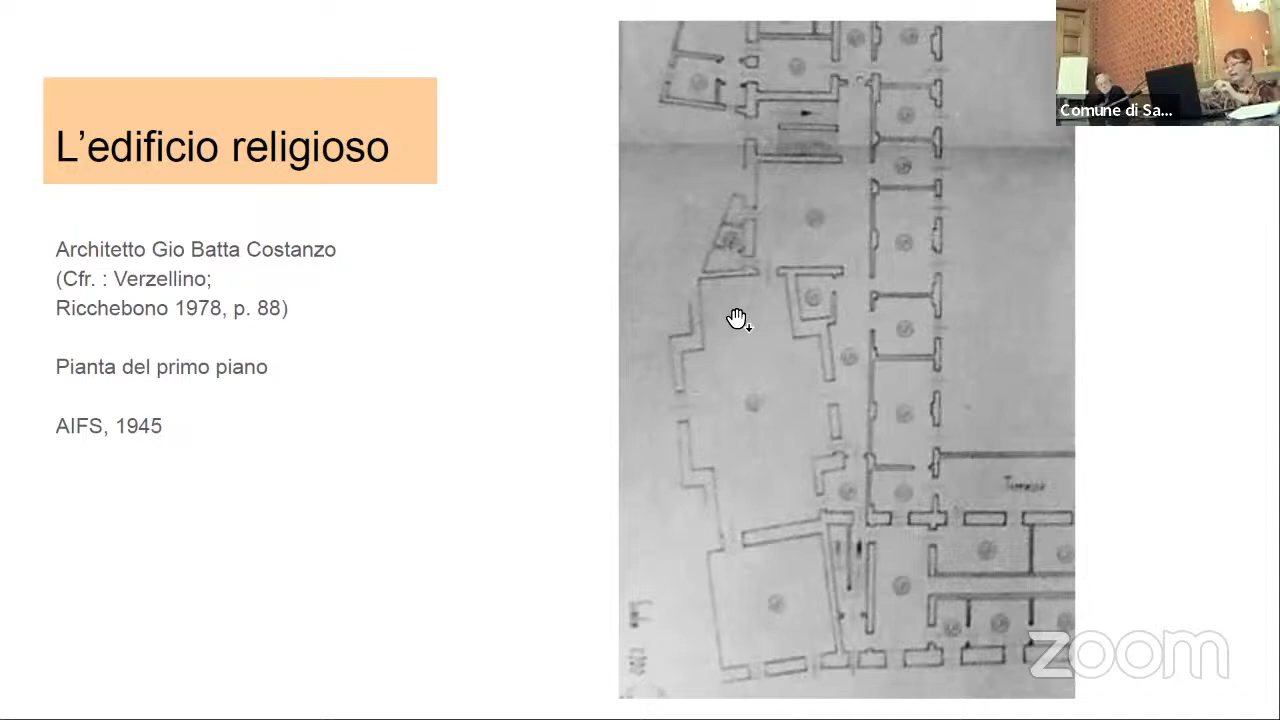 L'edificio religioso
Architetto Gio Batta Costanzo
(Cfr. : Verzellino;
Ricchebono 1978, p. 88)
Pianta del primo piano
AIFS, 1945
Comune di Sa...
zoom